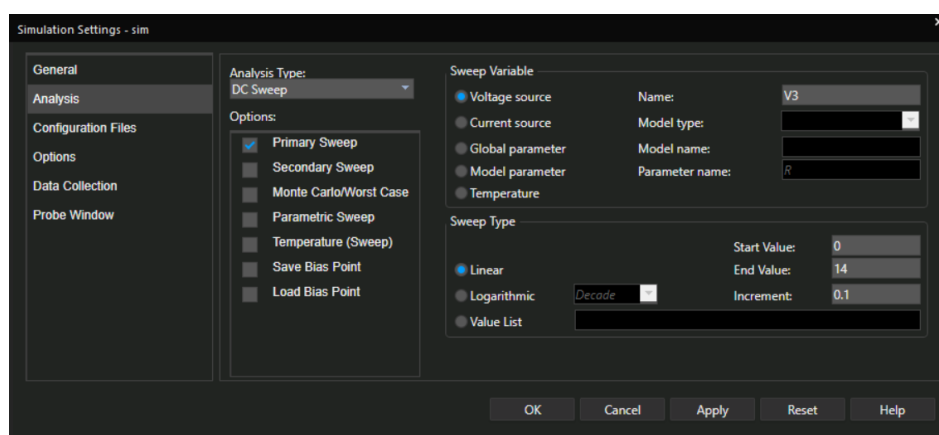 Simulation Settings - sim
General
Analysis
Configuration Files
Options
Data Collection
Probe Window
Analysis Type:
DC Sweep
Options:
Primary Sweep
Secondary Sweep
Monte Carlo/Worst Case
Parametric Sweep
Temperature (Sweep)
Save Bias Point
Load Bias Point
Sweep Variable
Voltage source
Name:
V3
Current source
Model type:
Global parameter
Model name:
Model parameter
Parameter name:
R
Temperature
Sweep Type
Start Value:
0
Linear
End Value:
14
Logarithmic
Decade
Increment:
0.1
Value List
OK
Cancel
Apply
Reset
Help